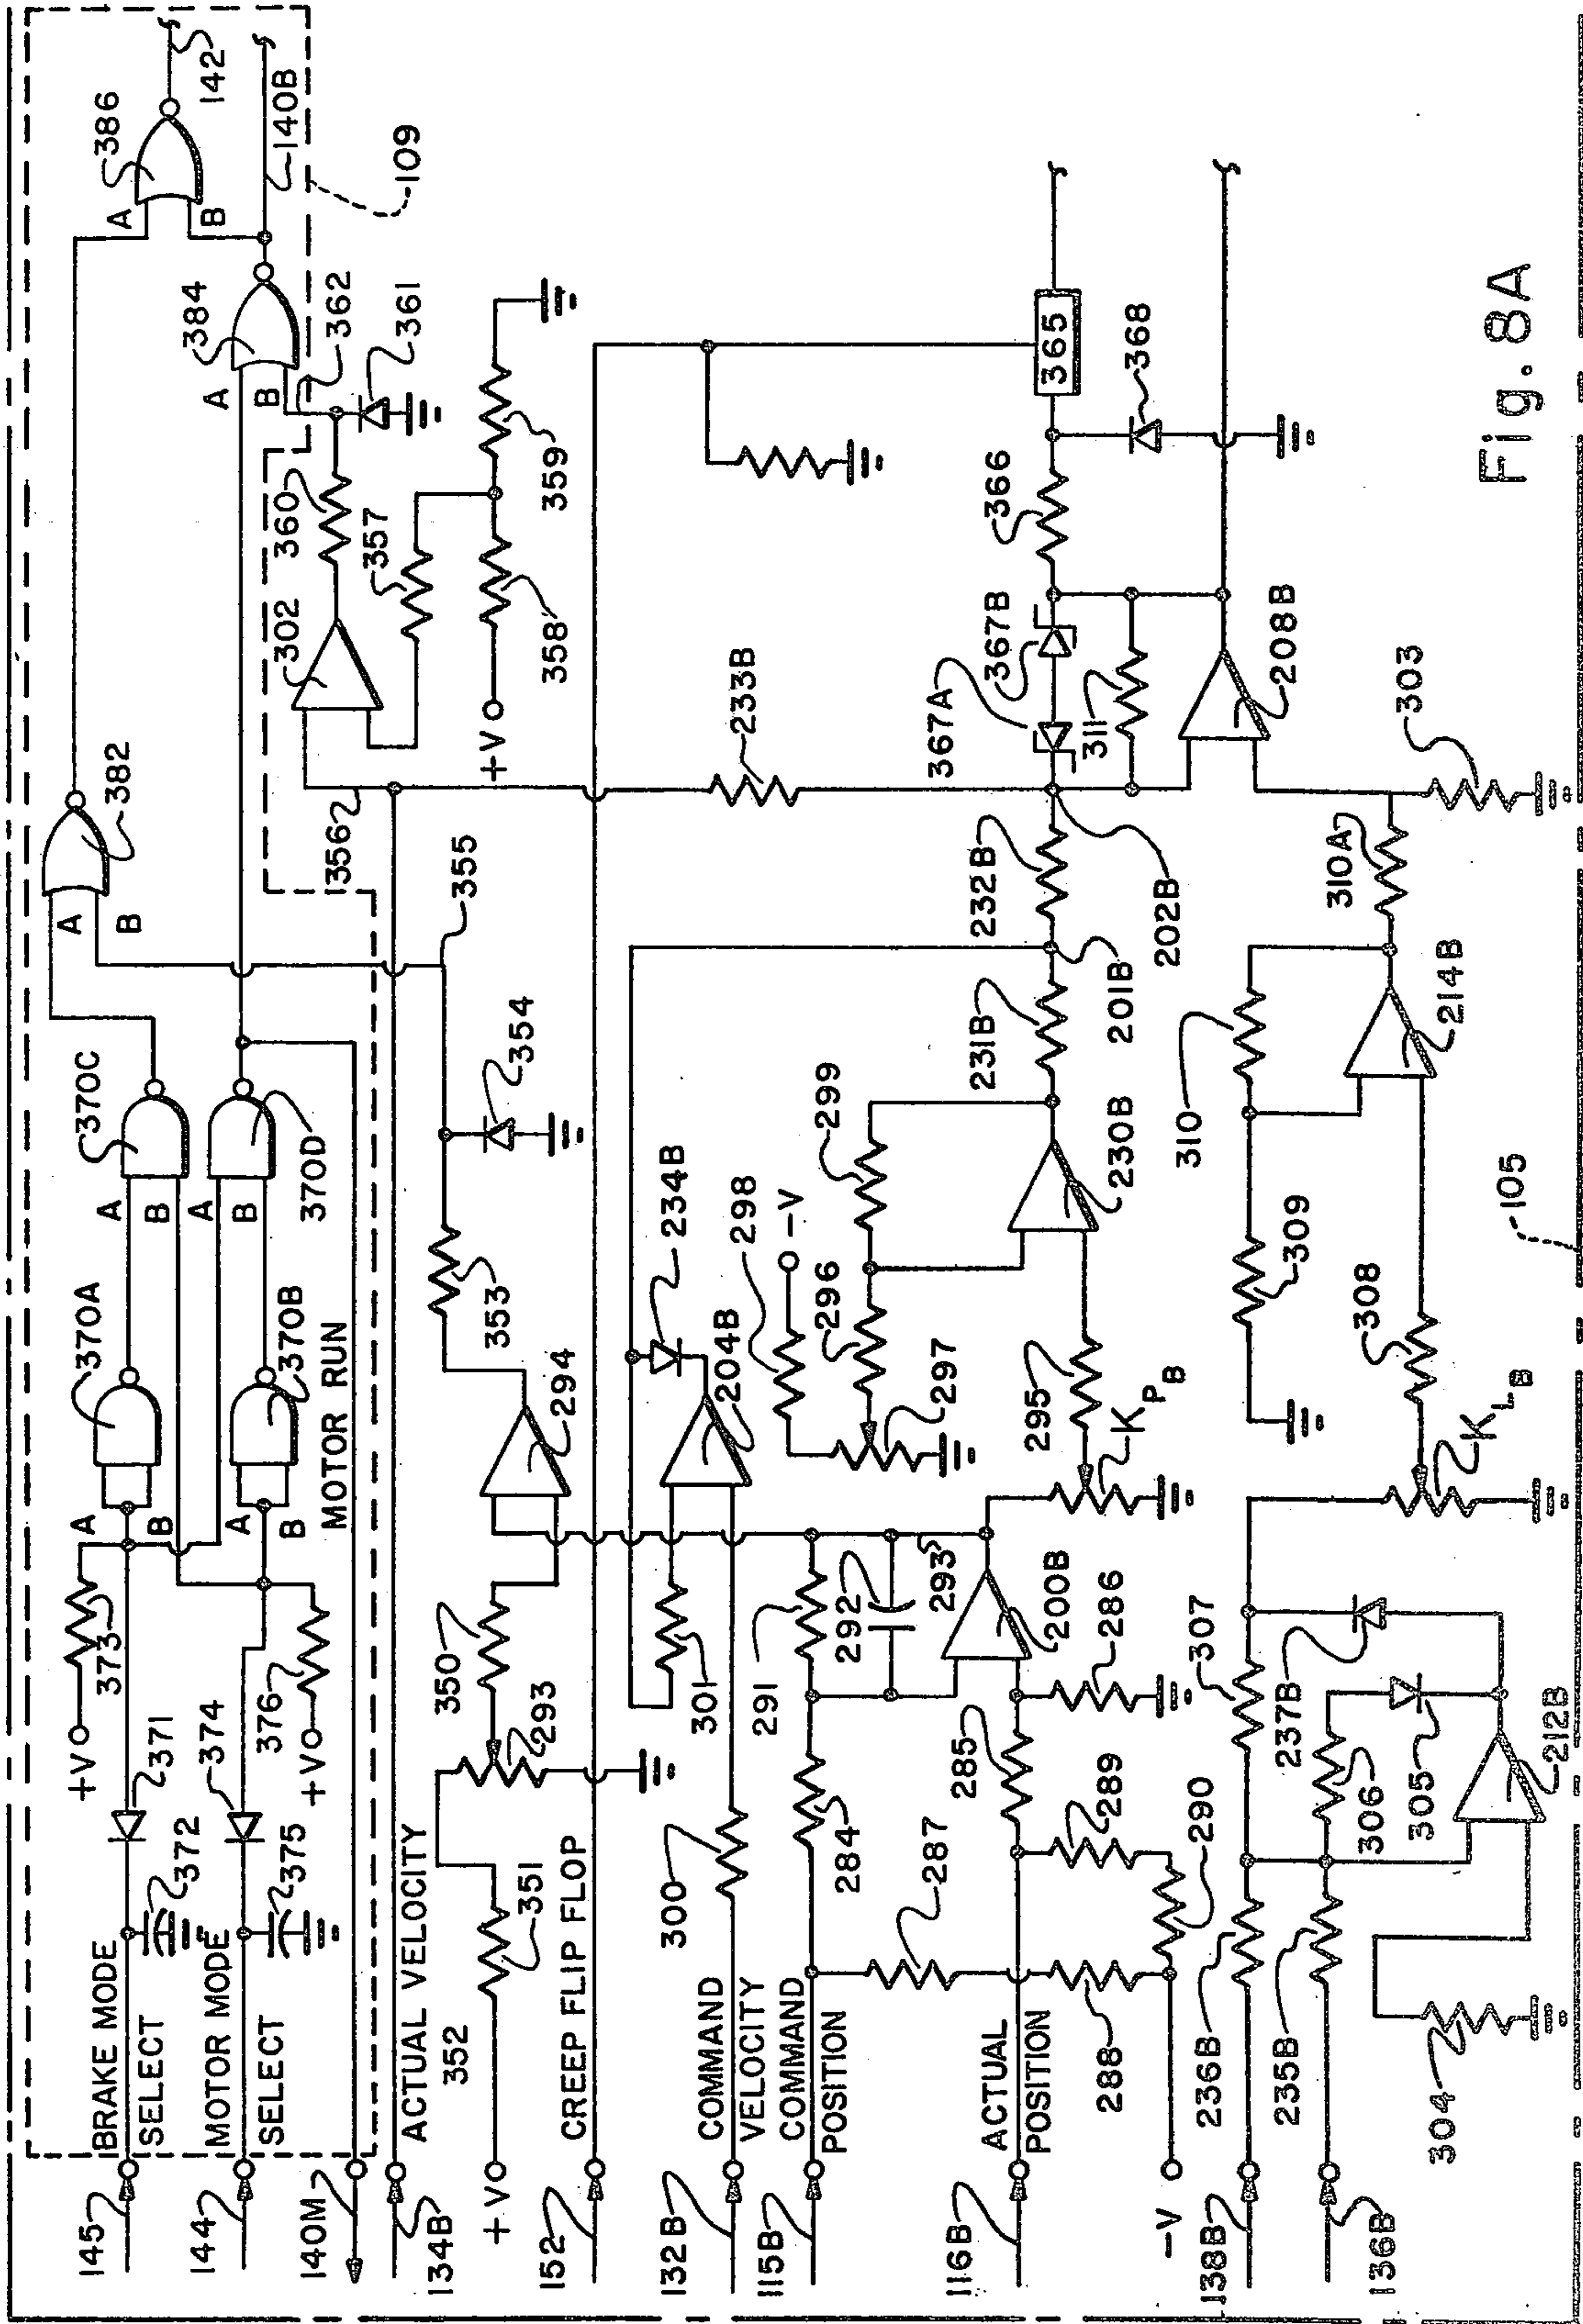 145
BRAKE MODE
SELECT
372
371
+V
373
A
B
370A
370C
A
B
382
A
B
386
A
B
142
144
MOTOR MODE
SELECT
375
374
376
+V
A
B
370B
A
B
370D
384
A
B
140B
140M
MOTOR RUN
109
362
361
134B
ACTUAL VELOCITY
356
302
360
357
352
+V
351
350
293
294
353
354
355
+V
358
359
152
CREEP FLIP FLOP
132B
COMMAND
VELOCITY
300
301
204B
234B
298
-V
233B
115B
COMMAND
POSITION
284
291
292
293
296
297
299
231B
201B
232B
202B
367A
367B
366
365
368
311
287
116B
ACTUAL
POSITION
285
200B
286
289
290
288
-V
295
K P B
230B
208B
303
138B
236B
307
237B
310
309
214B
310A
136B
235B
306
305
212B
304
308
K L B
105
Fig. 8A